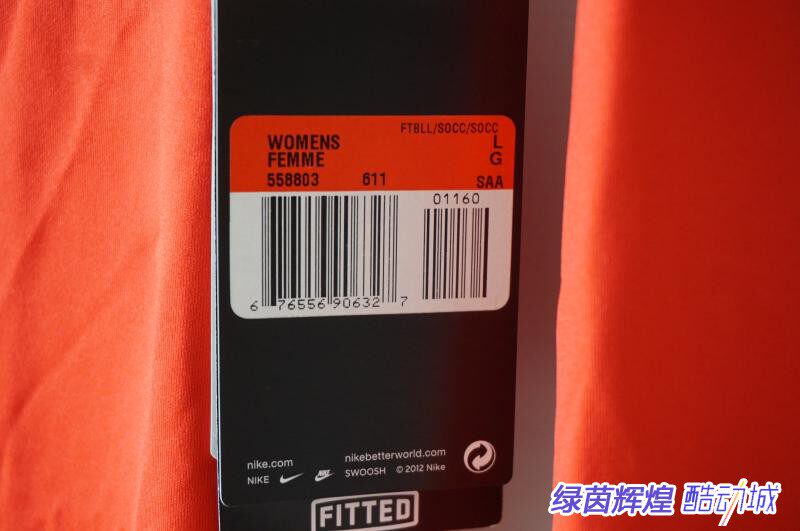 FTBLL/SOCC/SOCC
WOMENS L
FEMME G
558803 611 SAA
01160
6 76556 90632 7
nike.com nikebetterworld.com
NIKE SWOOSH © 2012 Nike
FITTED
绿茵辉煌 酷动城